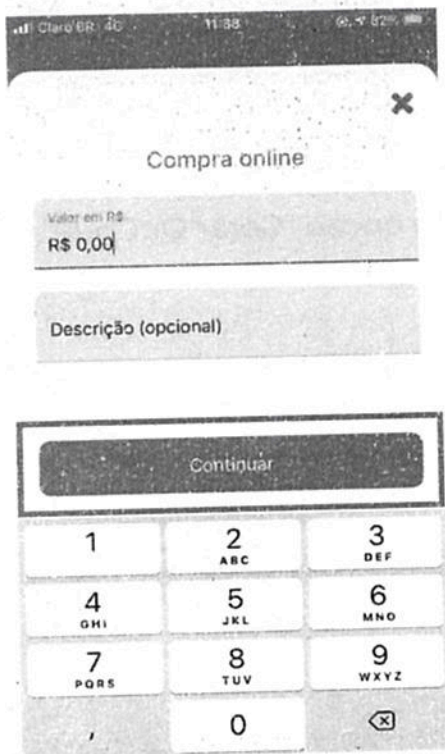 Claro BR 4G 11:38 82%
Compra online
Valor em R$
R$ 0,00
Descrição (opcional)
Continuar
1 2 3
ABC DEF
4 5 6
GHI JKL MNO
7 8 9
PQRS TUV WXYZ
, 0